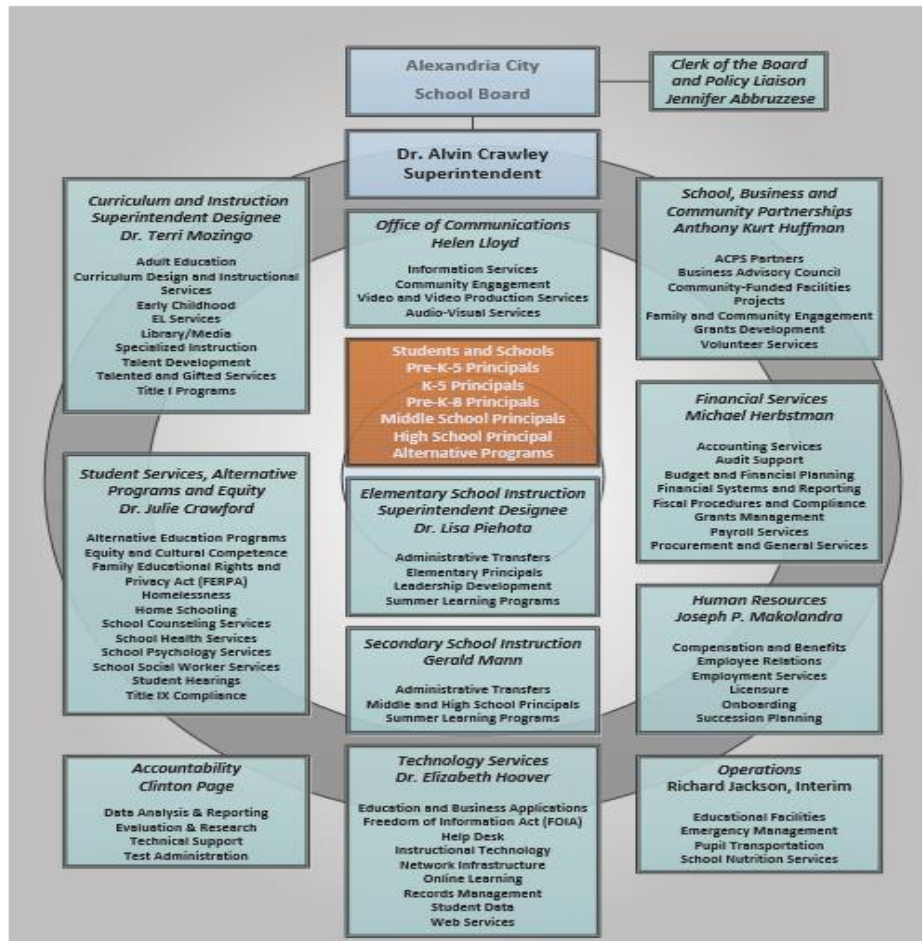 Alexandria City
School Board
Clerk of the Board
and Policy Liaison
Jennifer Abbruzzese
Dr. Alvin Crawley
Superintendent
Curriculum and Instruction
Superintendent Designee
Dr. Terri Mozingo
Adult Education
Curriculum Design and Instructional
Services
Early Childhood
EL Services
Library/Media
Specialized Instruction
Talent Development
Talented and Gifted Services
Title I Programs
Office of Communications
Helen Lloyd
Information Services
Community Engagement
Video and Video Production Services
Audio-Visual Services
School, Business and
Community Partnerships
Anthony Kurt Huffman
ACPS Partners
Business Advisory Council
Community-Funded Facilities
Projects
Family and Community Engagement
Grants Development
Volunteer Services
Students and Schools
Pre-K-5 Principals
K-5 Principals
Pre-K-8 Principals
Middle School Principals
High School Principal
Alternative Programs
Financial Services
Michael Herbstman
Accounting Services
Audit Support
Budget and Financial Planning
Financial Systems and Reporting
Fiscal Procedures and Compliance
Grants Management
Payroll Services
Procurement and General Services
Student Services, Alternative
Programs and Equity
Dr. Julie Crawford
Alternative Education Programs
Equity and Cultural Competence
Family Educational Rights and
Privacy Act (FERPA)
Homelessness
Home Schooling
School Counseling Services
School Health Services
School Psychology Services
School Social Worker Services
Student Hearings
Title IX Compliance
Elementary School Instruction
Superintendent Designee
Dr. Lisa Piehota
Administrative Transfers
Elementary Principals
Leadership Development
Summer Learning Programs
Human Resources
Joseph P. Makolandra
Compensation and Benefits
Employee Relations
Employment Services
Licensure
Onboarding
Succession Planning
Secondary School Instruction
Gerald Mann
Administrative Transfers
Middle and High School Principals
Summer Learning Programs
Accountability
Clinton Page
Data Analysis & Reporting
Evaluation & Research
Technical Support
Test Administration
Technology Services
Dr. Elizabeth Hoover
Education and Business Applications
Freedom of Information Act (FOIA)
Help Desk
Instructional Technology
Network Infrastructure
Online Learning
Records Management
Student Data
Web Services
Operations
Richard Jackson, Interim
Educational Facilities
Emergency Management
Pupil Transportation
School Nutrition Services